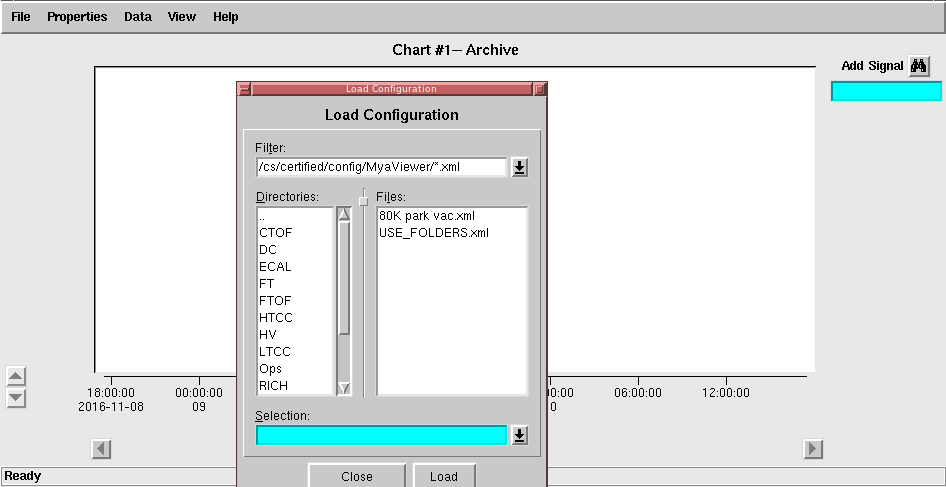 File Properties Data View Help
Chart #1– Archive
Add Signal
Load Configuration
Load Configuration
Filter:
/cs/certified/config/MyaViewer/*.xml
Directories: Files:
.. 80K park vac.xml
CTOF USE_FOLDERS.xml
DC
ECAL
FT
FTOF
HTCC
HV
LTCC
Ops
RICH
18:00:00 00:00:00 00:00 06:00:00 12:00:00
2016-11-08 09 0
Selection:
Close Load
Ready